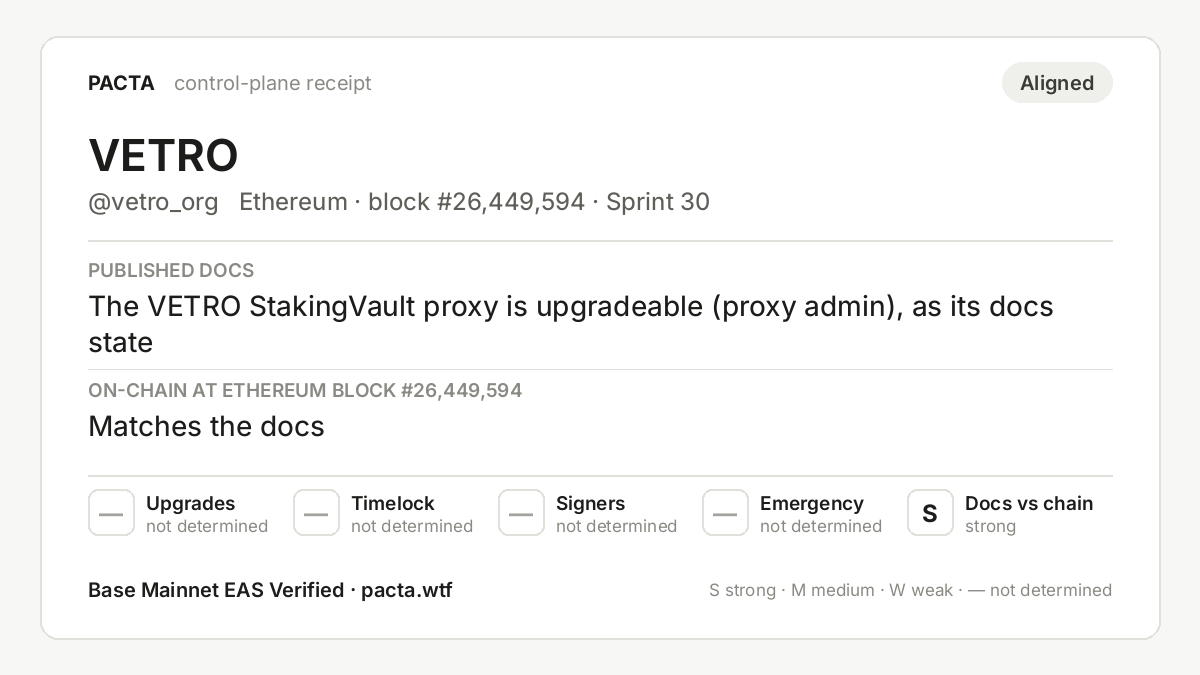 PACTA control-plane receipt Aligned
VETRO
@vetro_org Ethereum · block #26,449,594 · Sprint 30
PUBLISHED DOCS
The VETRO StakingVault proxy is upgradeable (proxy admin), as its docs
state
ON-CHAIN AT ETHEREUM BLOCK #26,449,594
Matches the docs
— Upgrades not determined
— Timelock not determined
— Signers not determined
— Emergency not determined
S Docs vs chain strong
Base Mainnet EAS Verified · pacta.wtf
S strong · M medium · W weak · — not determined